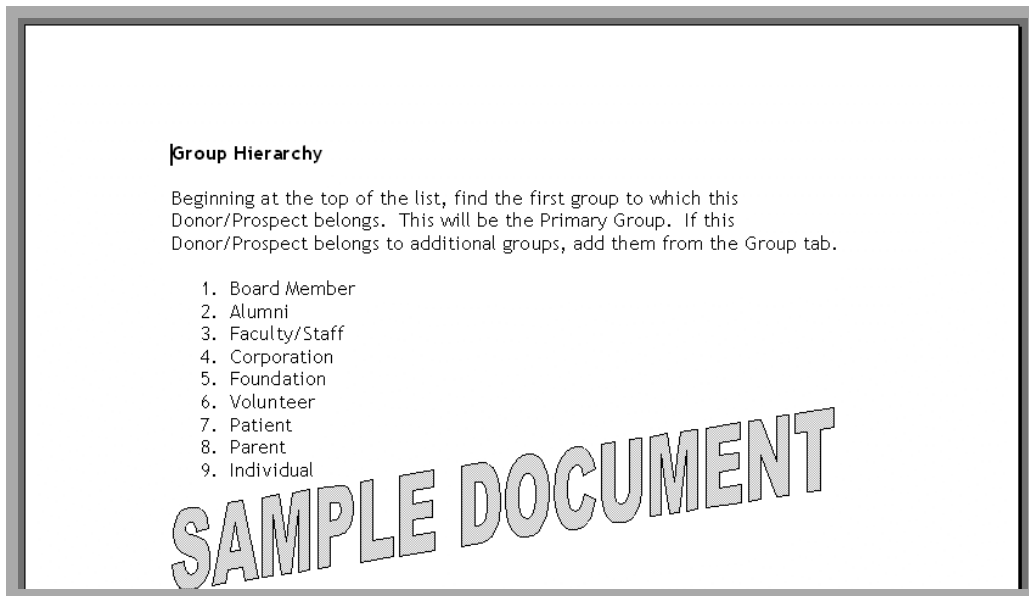 Group Hierarchy
Beginning at the top of the list, find the first group to which this
Donor/Prospect belongs.  This will be the Primary Group.  If this
Donor/Prospect belongs to additional groups, add them from the Group tab.
1. Board Member
2. Alumni
3. Faculty/Staff
4. Corporation
5. Foundation
6. Volunteer
7. Patient
8. Parent
9. Individual
SAMPLE DOCUMENT